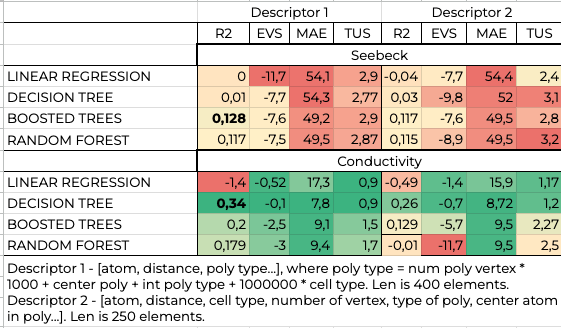 Descriptor 1 Descriptor 2
R2 EVS MAE TUS R2 EVS MAE TUS
Seebeck
LINEAR REGRESSION 0 -11,7 54,1 2,9 -0,04 -7,7 54,4 2,4
DECISION TREE 0,01 -7,7 54,3 2,77 0,03 -9,8 52 3,1
BOOSTED TREES 0,128 -7,6 49,2 2,9 0,117 -7,6 49,5 2,8
RANDOM FOREST 0,117 -7,5 49,5 2,87 0,115 -8,9 49,5 3,2
Conductivity
LINEAR REGRESSION -1,4 -0,52 17,3 0,9 -0,49 -1,4 15,9 1,17
DECISION TREE 0,34 -0,1 7,8 0,9 0,26 -0,7 8,72 1,2
BOOSTED TREES 0,2 -2,5 9,1 1,5 0,129 -5,7 9,5 2,27
RANDOM FOREST 0,179 -3 9,4 1,7 -0,01 -11,7 9,5 2,5
Descriptor 1 - [atom, distance, poly type...], where poly type = num poly vertex *
1000 + center poly + int poly type + 1000000 * cell type. Len is 400 elements.
Descriptor 2 - [atom, distance, cell type, number of vertex, type of poly, center atom
in poly...]. Len is 250 elements.